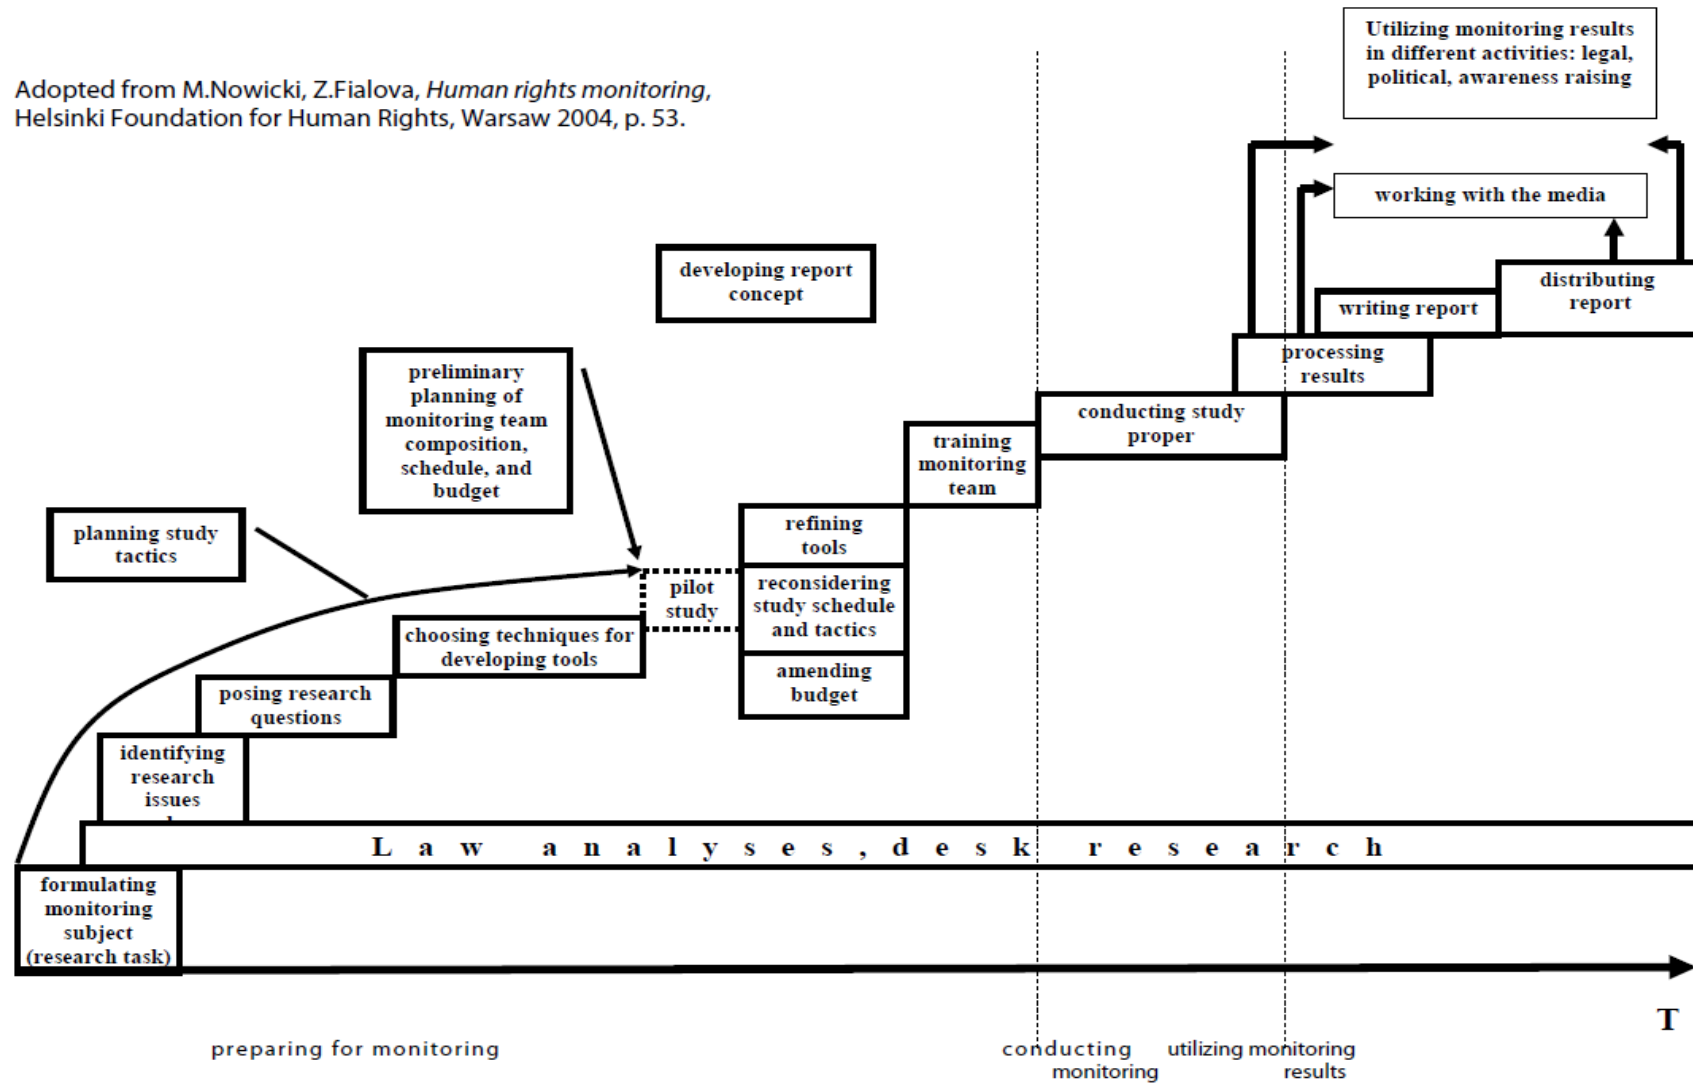 Utilizing monitoring results
in different activities: legal,
political, awareness raising
Adopted from M.Nowicki, Z.Fialova, Human rights monitoring,
Helsinki Foundation for Human Rights, Warsaw 2004, p. 53.
working with the media
developing report
concept
distributing
report
writing report
processing
results
preliminary
planning of
monitoring team
composition,
schedule, and
budget
conducting study
proper
training
monitoring
team
planning study
tactics
refining
tools
pilot
study
reconsidering
study schedule
and tactics
choosing techniques for
developing tools
amending
budget
posing research
questions
identifying
research
issues
Law analyses, desk research
formulating
monitoring
subject
(research task)
T
preparing for monitoring
conducting
monitoring
utilizing monitoring
results